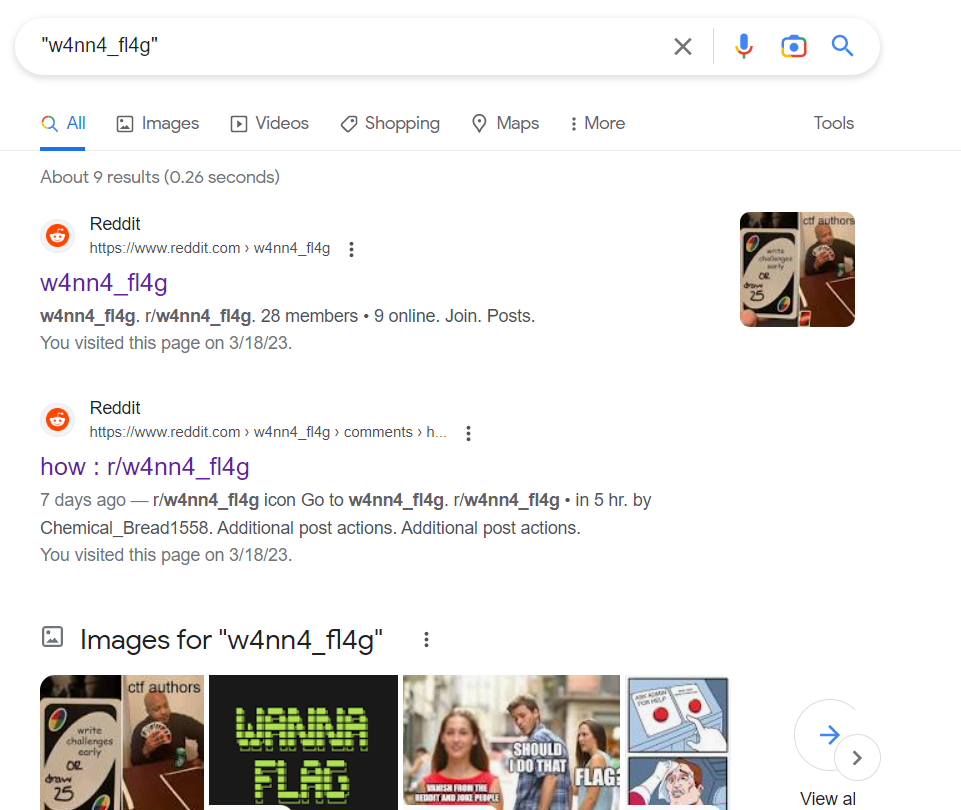 "w4nn4_fl4g"
All
Images
Videos
Shopping
Maps
More
Tools
About 9 results (0.26 seconds)
Reddit
https://www.reddit.com › w4nn4_fl4g
w4nn4_fl4g
w4nn4_fl4g. r/w4nn4_fl4g. 28 members • 9 online. Join. Posts.
You visited this page on 3/18/23.
ctf authors
write
challenges
early
OR
draw
25
Reddit
https://www.reddit.com › w4nn4_fl4g › comments › h...
how : r/w4nn4_fl4g
7 days ago — r/w4nn4_fl4g icon Go to w4nn4_fl4g. r/w4nn4_fl4g • in 5 hr. by
Chemical_Bread1558. Additional post actions. Additional post actions.
You visited this page on 3/18/23.
Images for "w4nn4_fl4g"
ctf authors
write
challenges
early
OR
draw
25
WANNA
FLAG
SHOULD
I DO THAT
FLAG?
VANISH FROM THE
REDDIT AND JOKE PEOPLE
ASK ADMIN
FOR HELP
View al